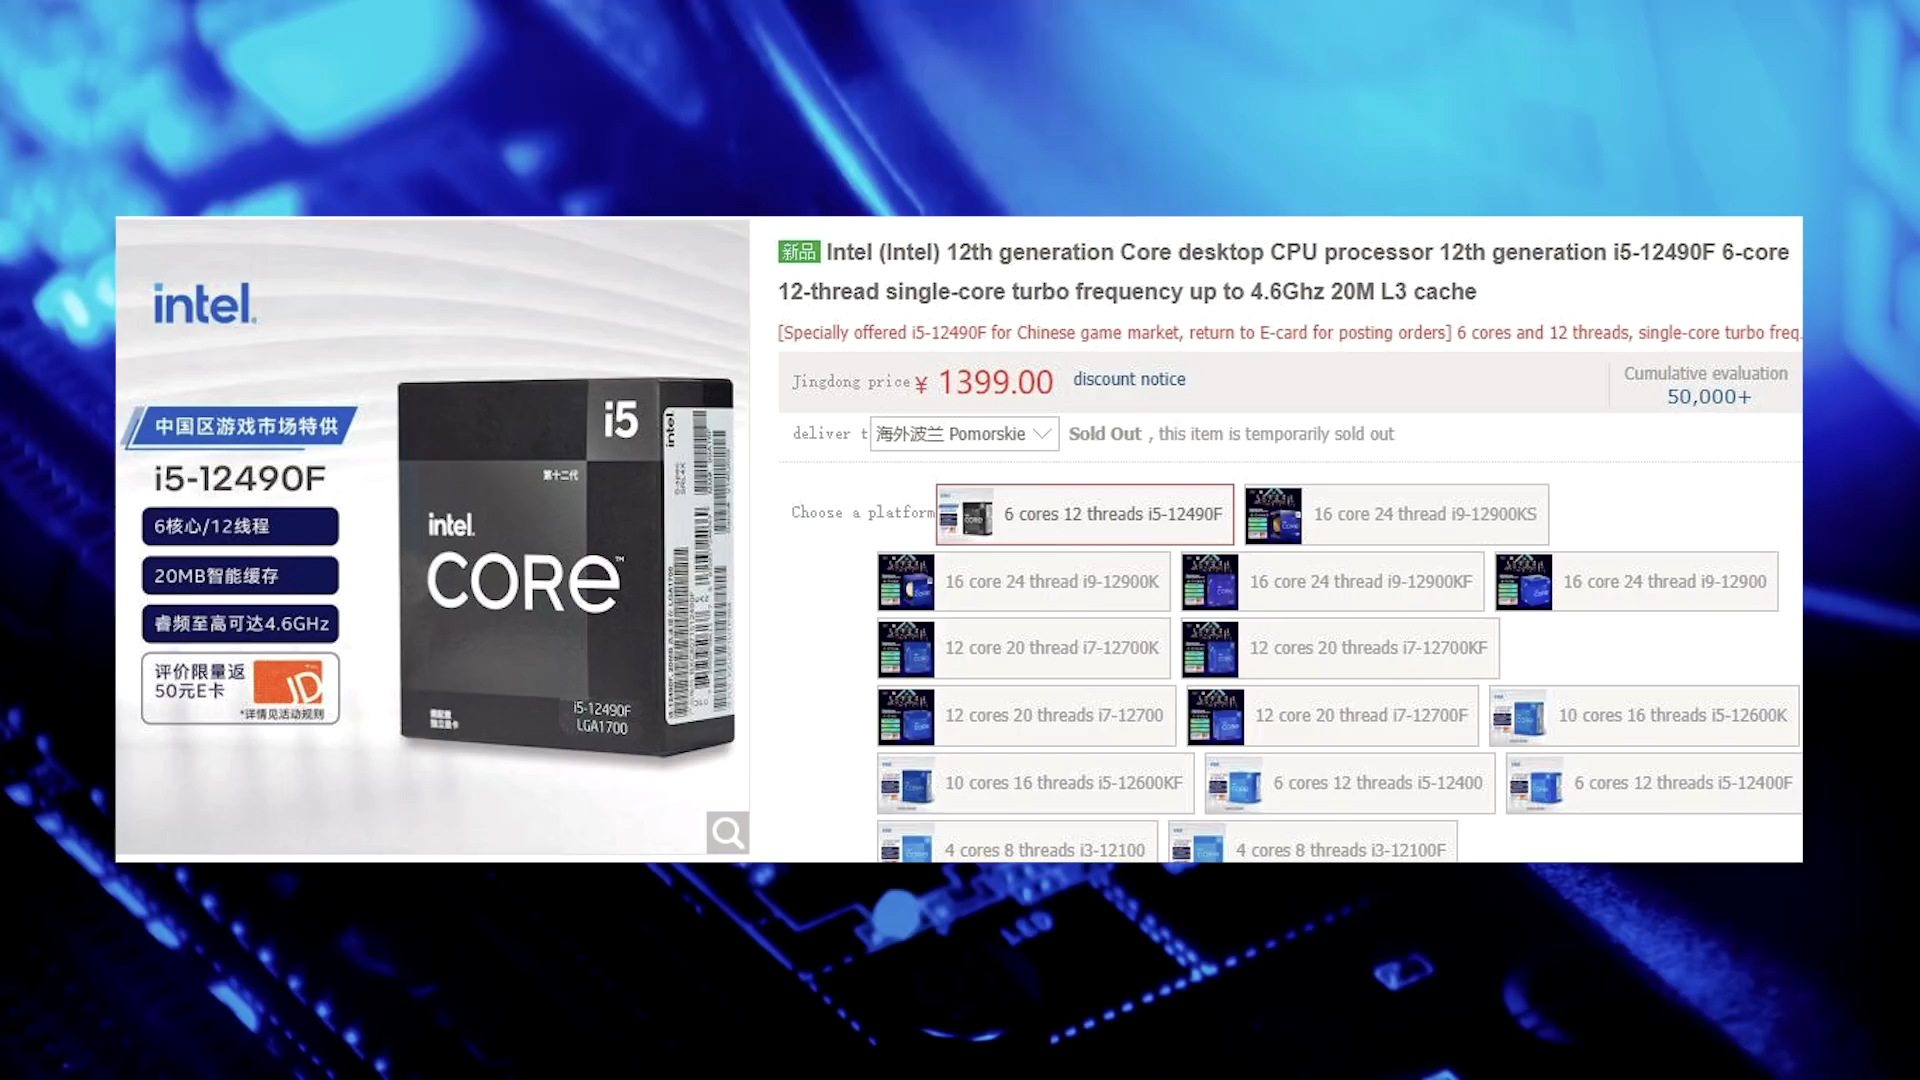 intel.
中国区游戏市场特供
i5-12490F
6核心/12线程
20MB智能缓存
睿频至高可达4.6GHz
评价限量返
50元E卡
JD
*详情见活动规则
i5
intel.
第十二代
intel.
CORe™
i5-12490F
LGA1700
新品 Intel (Intel) 12th generation Core desktop CPU processor 12th generation i5-12490F 6-core
12-thread single-core turbo frequency up to 4.6Ghz 20M L3 cache
[Specially offered i5-12490F for Chinese game market, return to E-card for posting orders] 6 cores and 12 threads, single-core turbo freq.
Jingdong price ¥ 1399.00 discount notice
Cumulative evaluation
50,000+
deliver t 海外波兰 Pomorskie Sold Out , this item is temporarily sold out
Choose a platform 6 cores 12 threads i5-12490F 16 core 24 thread i9-12900KS
16 core 24 thread i9-12900K 16 core 24 thread i9-12900KF 16 core 24 thread i9-12900
12 core 20 thread i7-12700K 12 cores 20 threads i7-12700KF
12 cores 20 threads i7-12700 12 core 20 thread i7-12700F 10 cores 16 threads i5-12600K
10 cores 16 threads i5-12600KF 6 cores 12 threads i5-12400 6 cores 12 threads i5-12400F
4 cores 8 threads i3-12100 4 cores 8 threads i3-12100F